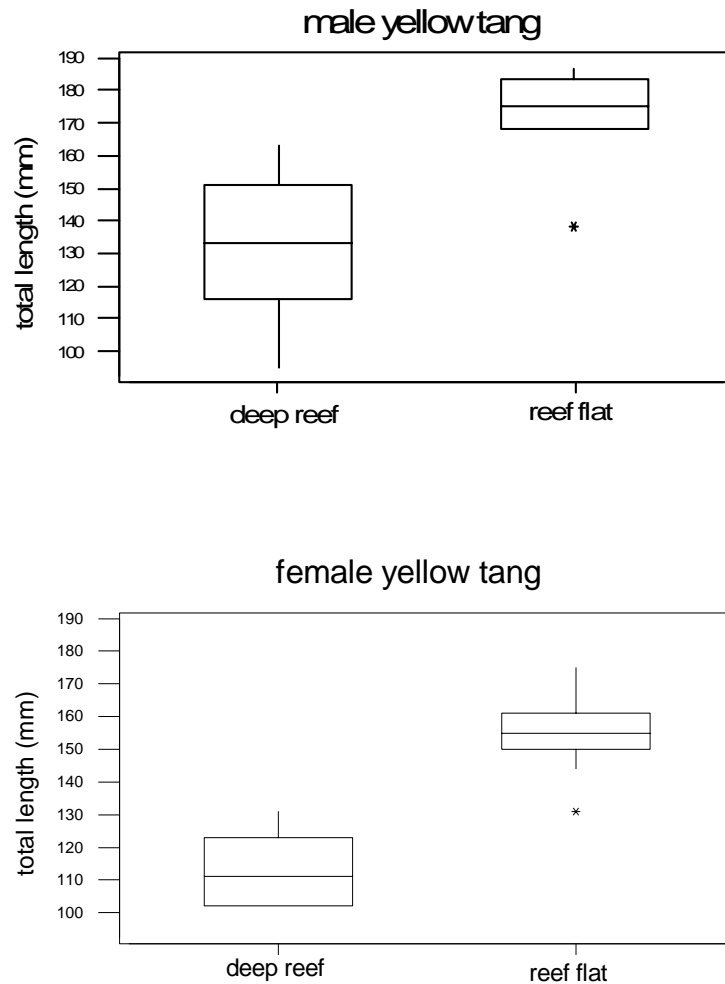 male yellow tang
190
180
170
160
150
140
130
120
110
100
total length (mm)
deep reef
reef flat
female yellow tang
190
180
170
160
150
140
130
120
110
100
total length (mm)
deep reef
reef flat